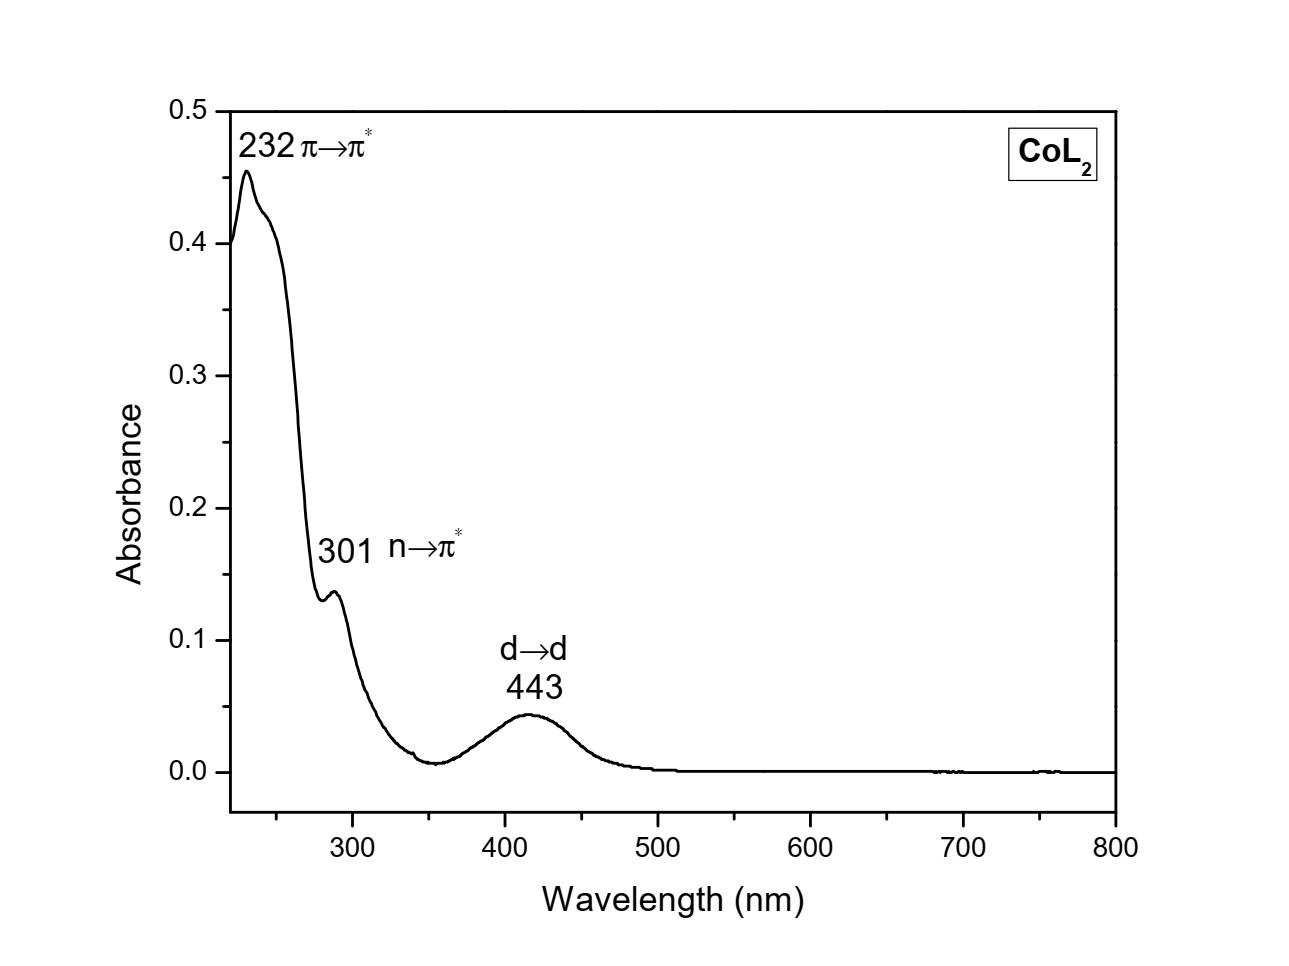 0.5
232 π→π*
CoL₂
0.4
0.3
0.2
301 n→π*
0.1
d→d
443
0.0
Absorbance
300 400 500 600 700 800
Wavelength (nm)